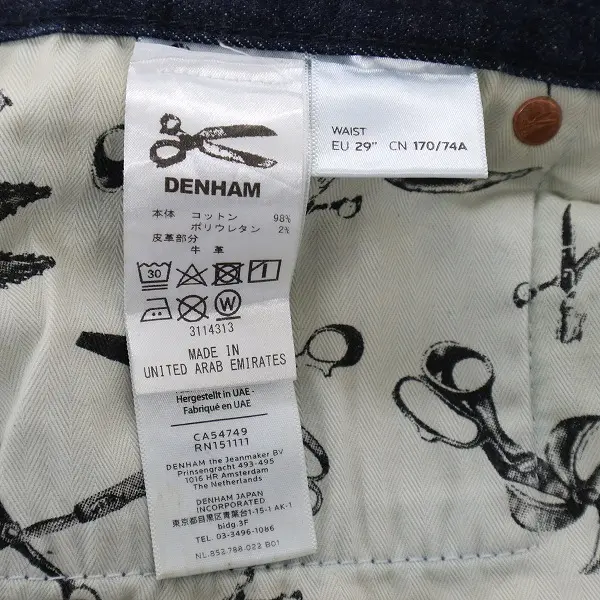 WAIST
EU 29" CN 170/74A
DENHAM
本体 コットン 98%
ポリウレタン 2%
皮革部分
牛革
30
W
3114313
MADE IN
UNITED ARAB EMIRATES
Hergestellt in UAE -
Fabriqué en UAE
CA54749
RN151111
DENHAM the Jeanmaker BV
Prinsengracht 493-495
1016 HR Amsterdam
The Netherlands
DENHAM JAPAN
INCORPORATED
東京都目黒区青葉台1-15-1 AK-1
bidg.3F
TEL 03-3496-1086
NL.852.788.022 B01